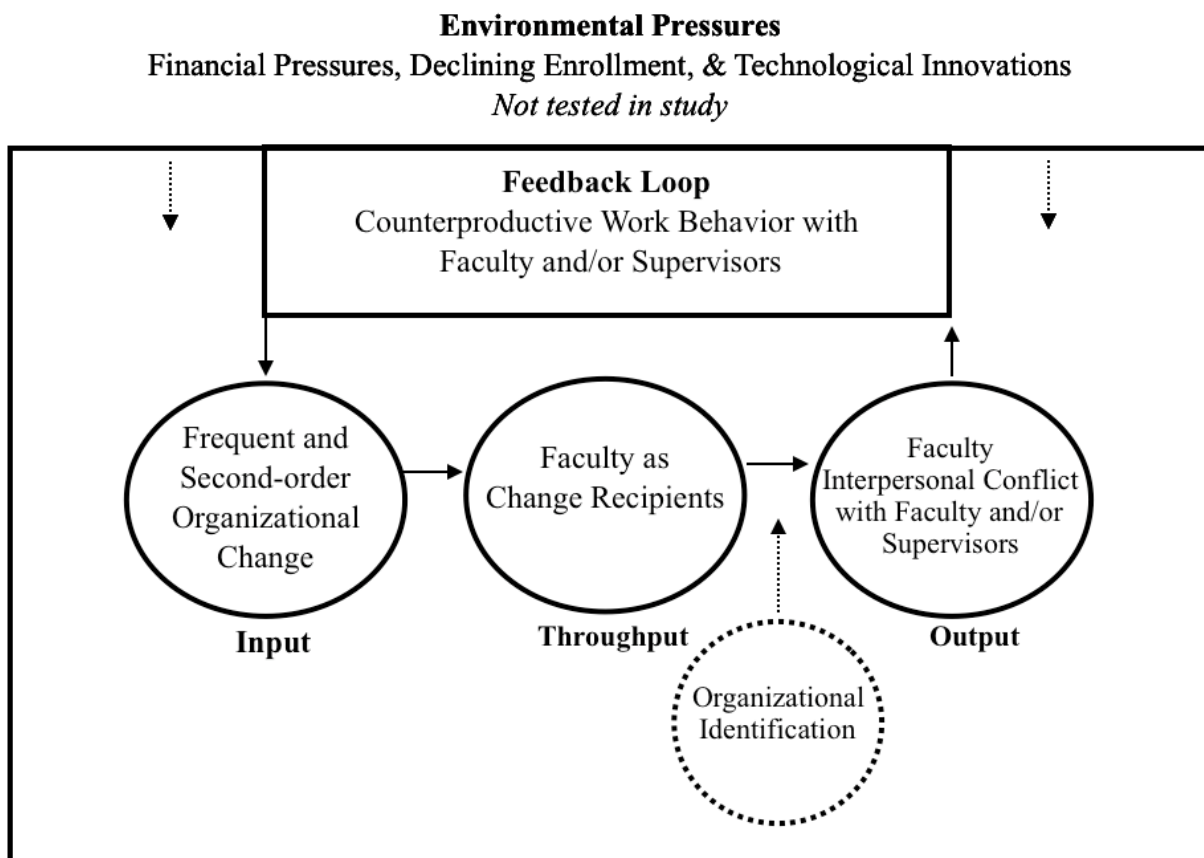 Environmental Pressures
Financial Pressures, Declining Enrollment, & Technological Innovations
Not tested in study
Feedback Loop
Counterproductive Work Behavior with
Faculty and/or Supervisors
Frequent and
Second-order
Organizational
Change
Input
Faculty as
Change Recipients
Throughput
Faculty
Interpersonal Conflict
with Faculty and/or
Supervisors
Output
Organizational
Identification